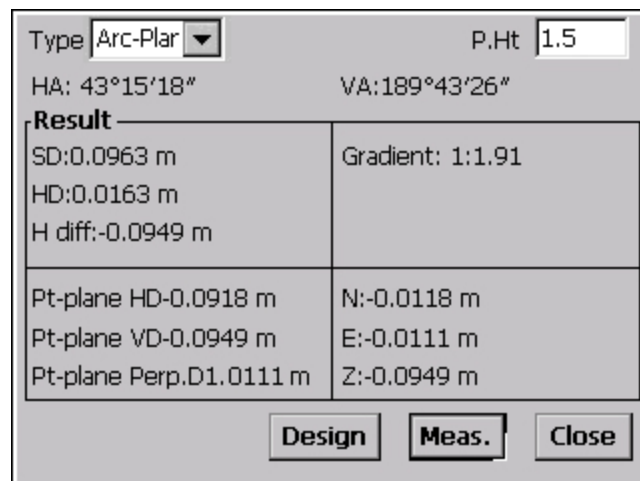 Type Arc-Plar P.Ht 1.5
HA: 43°15′18″ VA:189°43′26″
Result
SD:0.0963 m Gradient: 1:1.91
HD:0.0163 m
H diff:-0.0949 m
Pt-plane HD-0.0918 m N:-0.0118 m
Pt-plane VD-0.0949 m E:-0.0111 m
Pt-plane Perp.D1.0111 m Z:-0.0949 m
Design Meas. Close